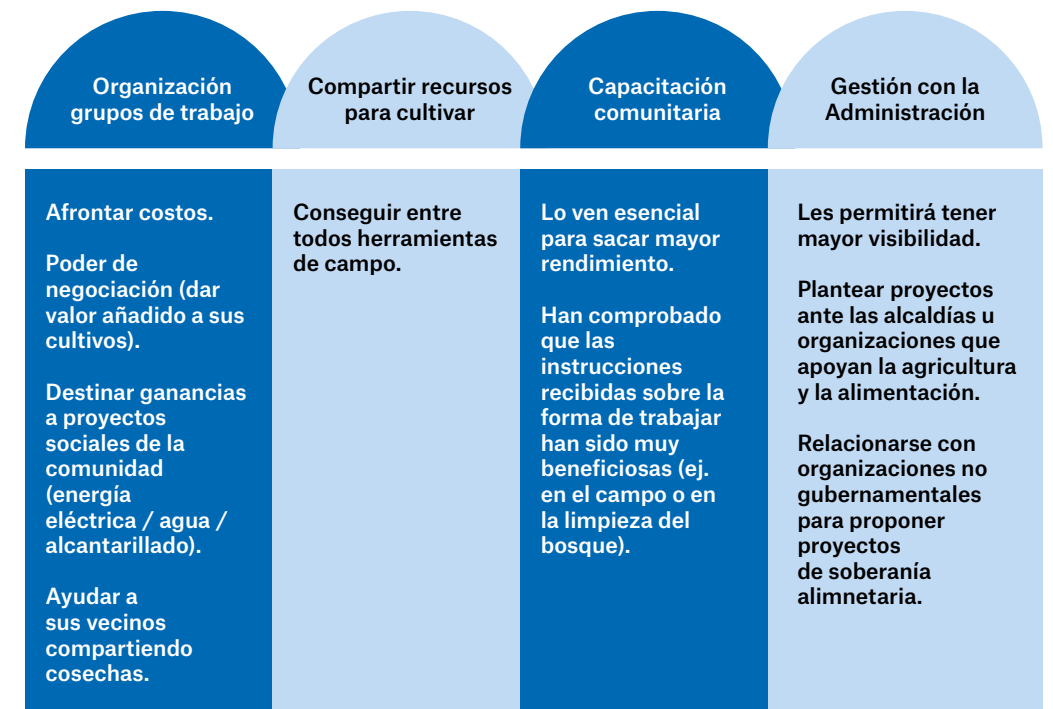 Organización
grupos de trabajo
Compartir recursos
para cultivar
Capacitación
comunitaria
Gestión con la
Administración
Afrontar costos.
Poder de
negociación (dar
valor añadido a sus
cultivos).
Destinar ganancias
a proyectos
sociales de la
comunidad
(energía
eléctrica / agua /
alcantarillado).
Ayudar a
sus vecinos
compartiendo
cosechas.
Conseguir entre
todos herramientas
de campo.
Lo ven esencial
para sacar mayor
rendimiento.
Han comprobado
que las
instrucciones
recibidas sobre la
forma de trabajar
han sido muy
beneficiosas (ej.
en el campo o en
la limpieza del
bosque).
Les permitirá tener
mayor visibilidad.
Plantear proyectos
ante las alcaldías u
organizaciones que
apoyan la agricultura
y la alimentación.
Relacionarse con
organizaciones no
gubernamentales
para proponer
proyectos
de soberanía
alimnetaria.